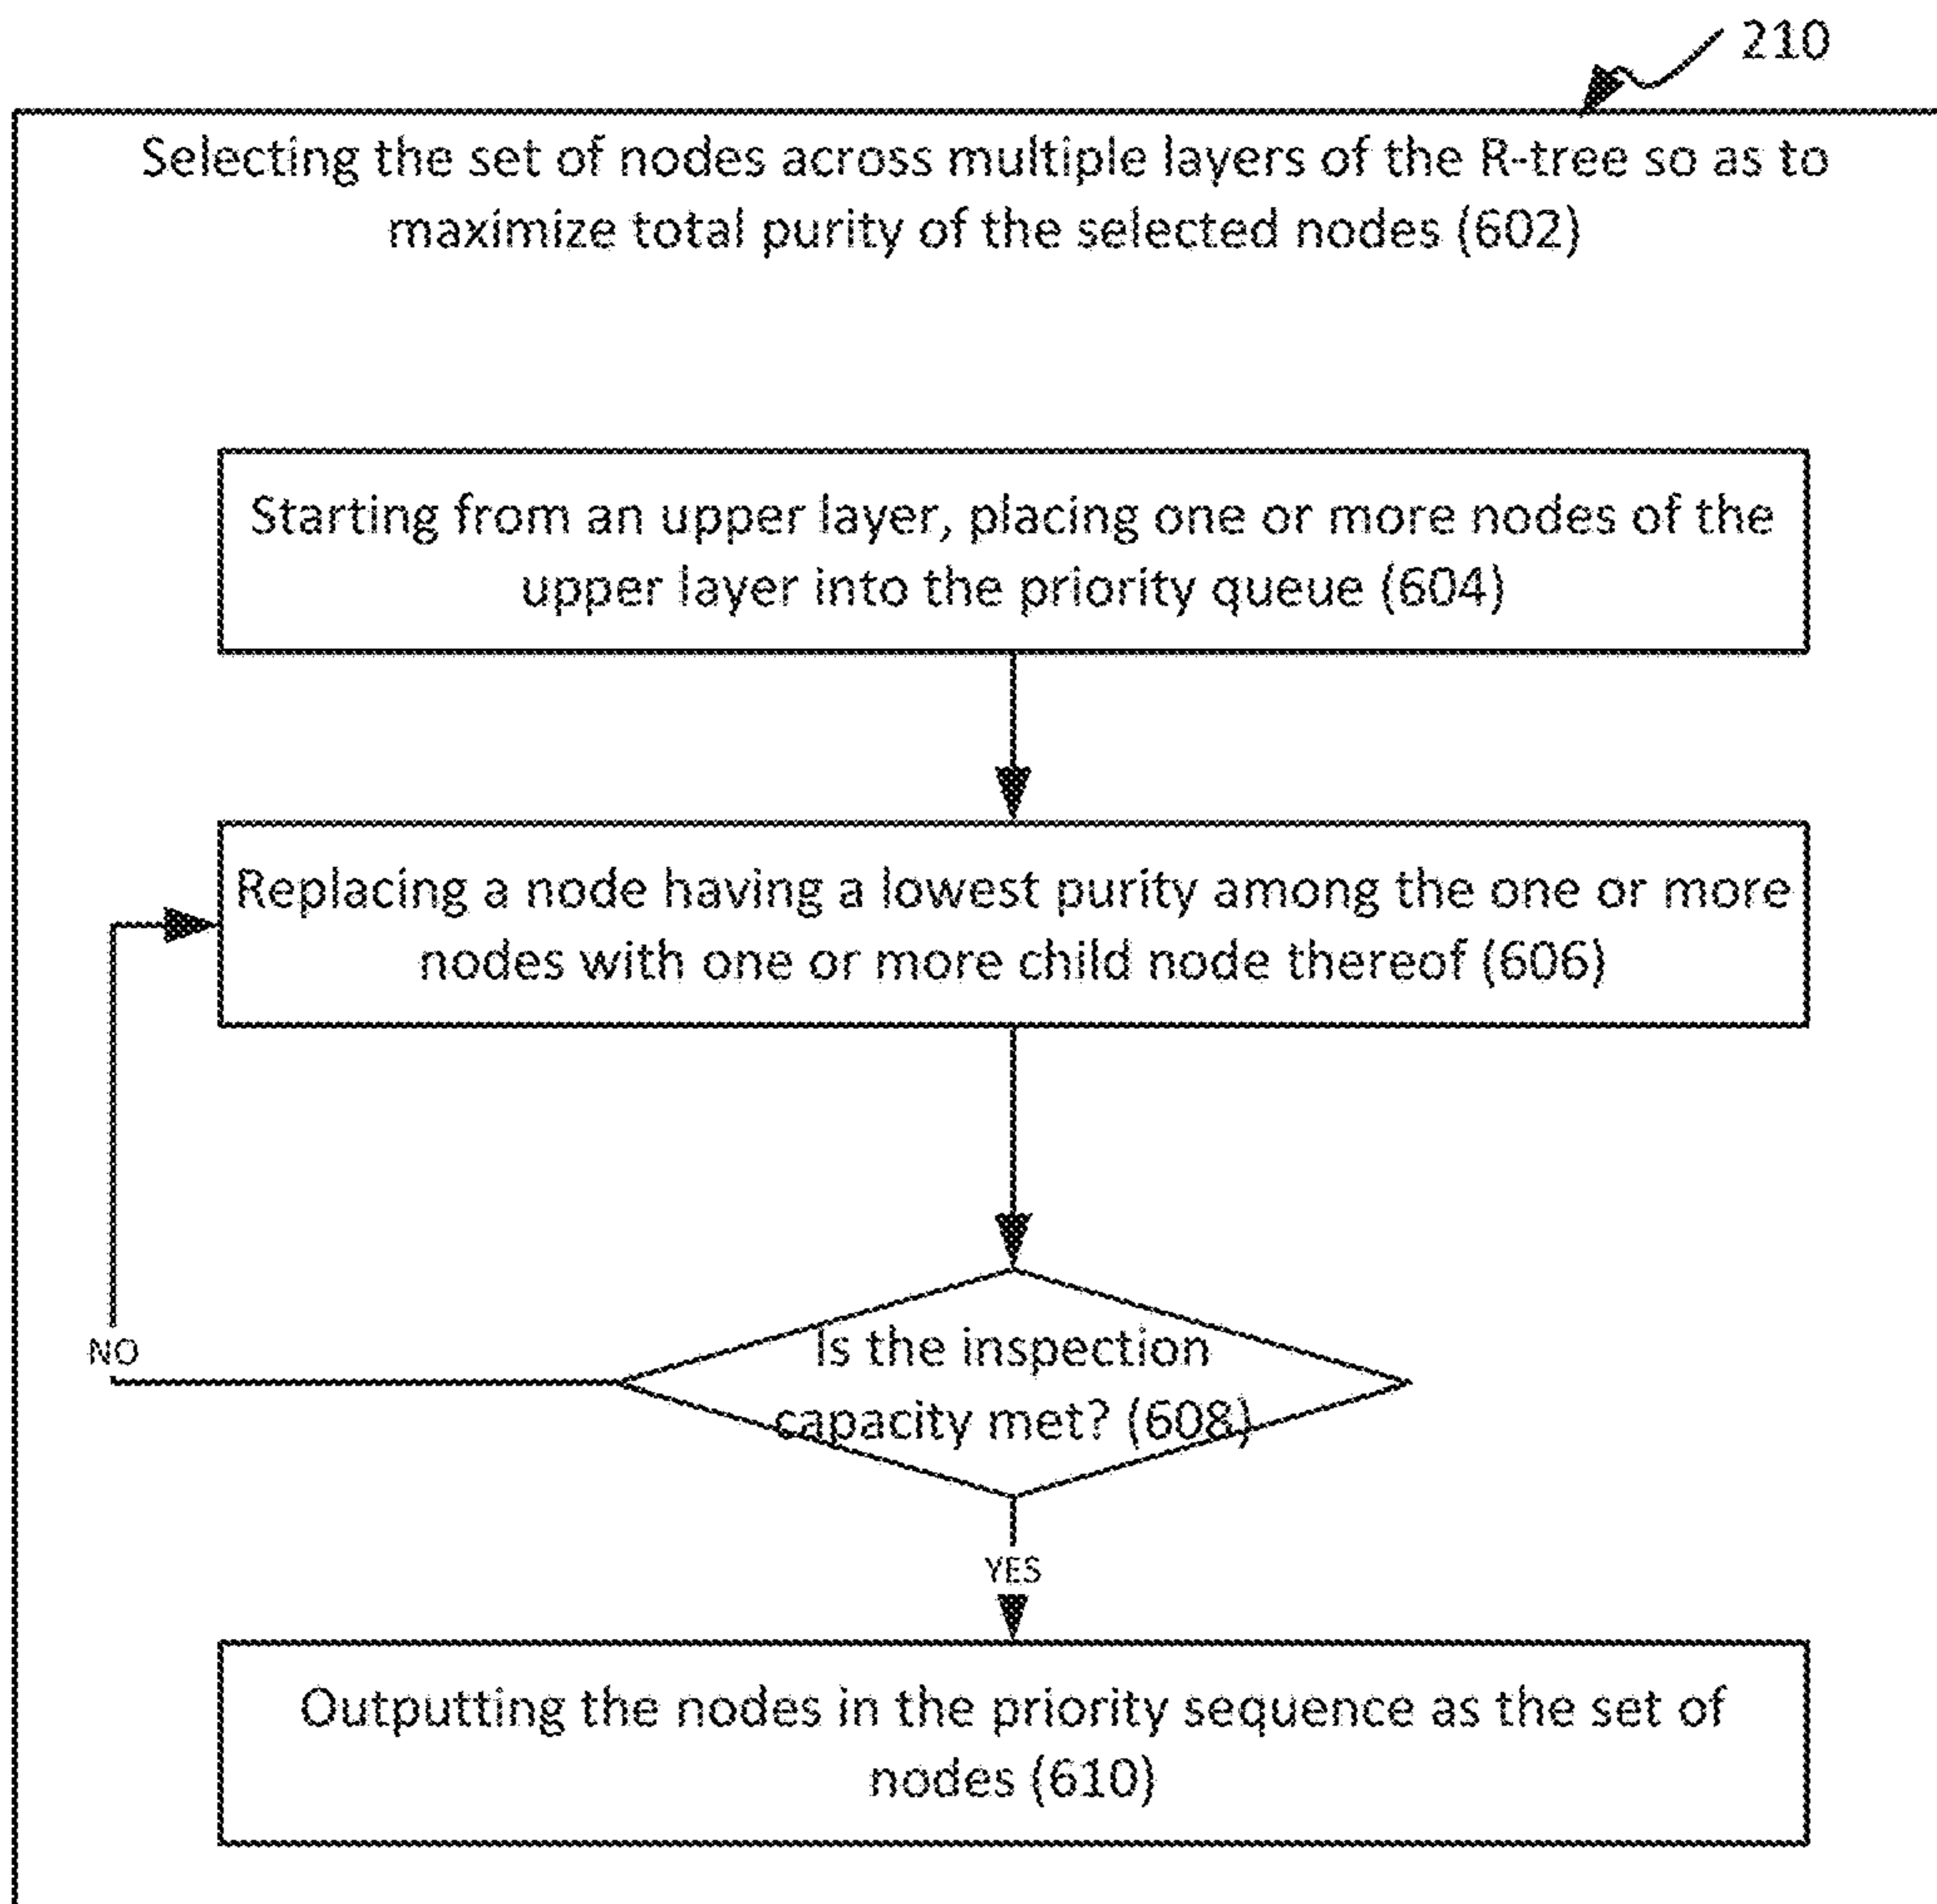 210
Selecting the set of nodes across multiple layers of the R-tree so as to
maximize total purity of the selected nodes (602)
Starting from an upper layer, placing one or more nodes of the
upper layer into the priority queue (604)
Replacing a node having a lowest purity among the one or more
nodes with one or more child node thereof (606)
NO
Is the inspection
capacity met? (608)
YES
Outputting the nodes in the priority sequence as the set of
nodes (610)